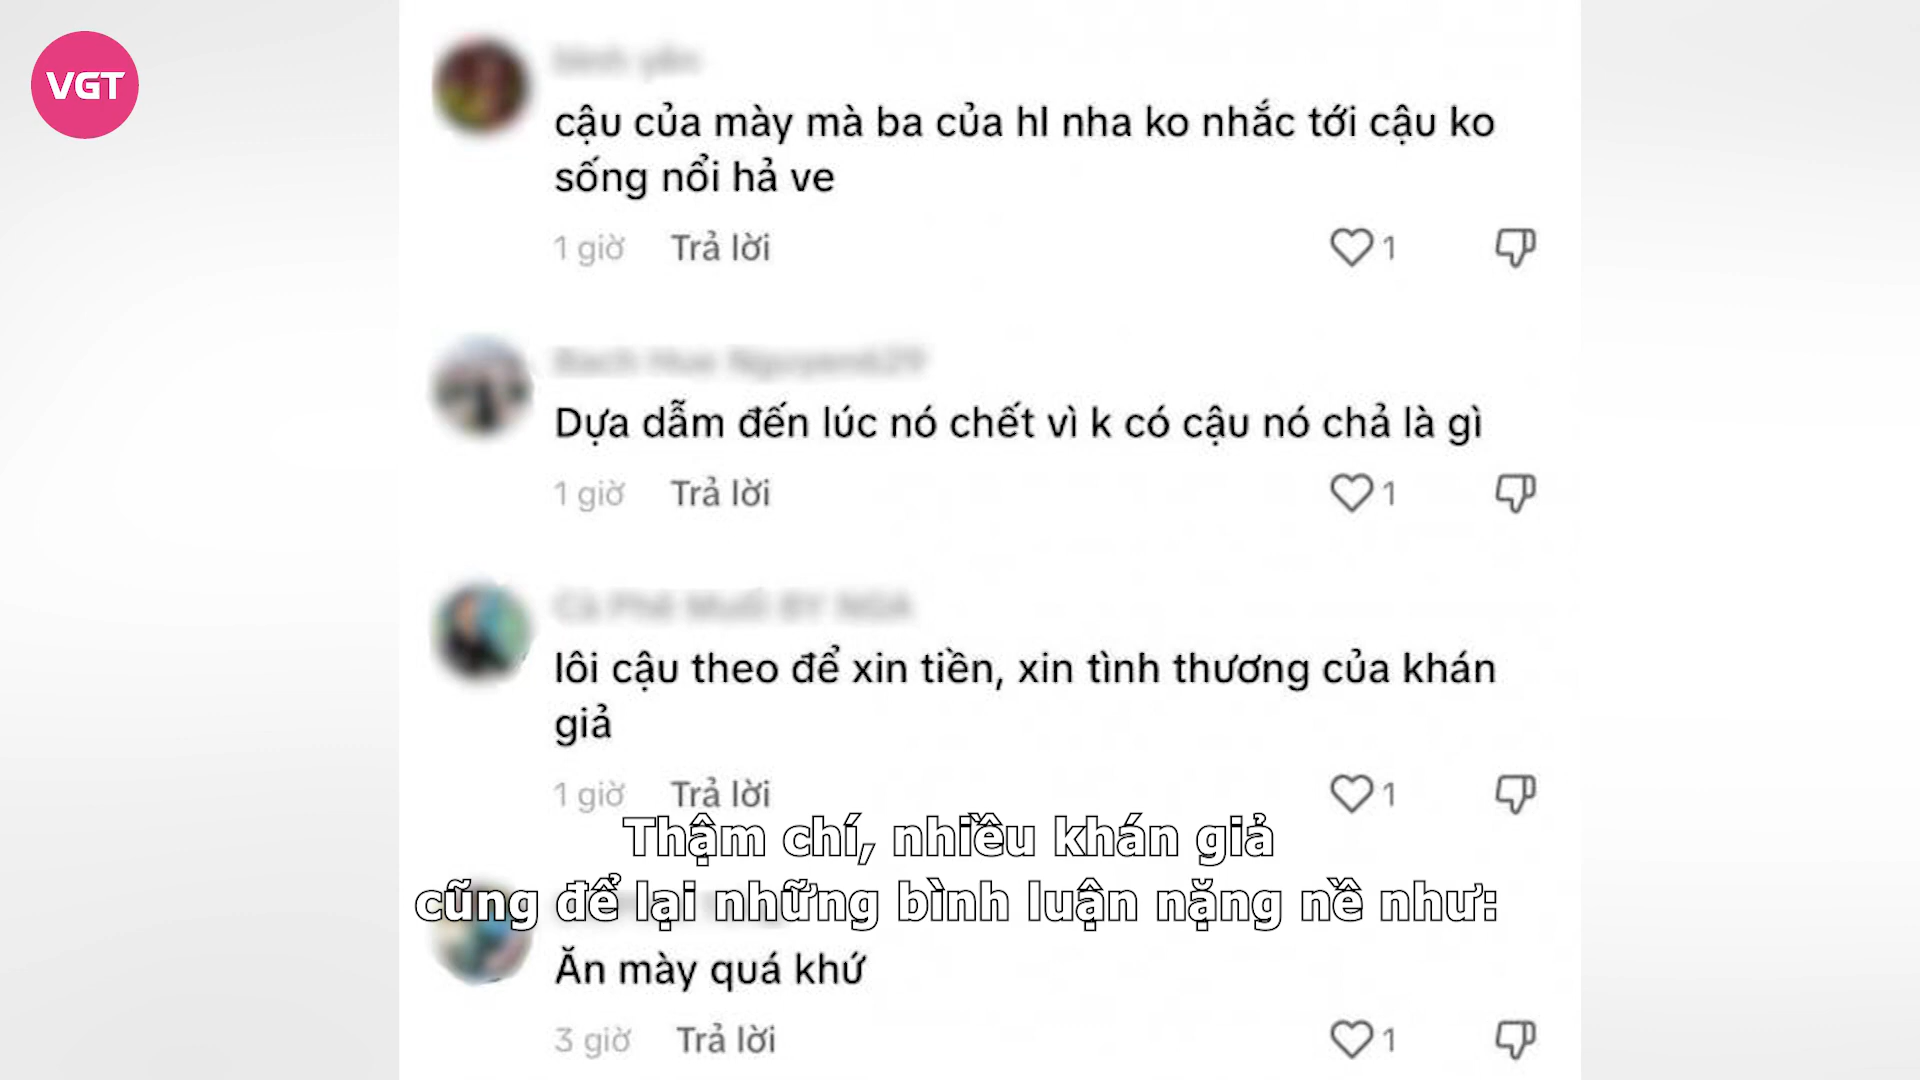 VGT
cậu của mày mà ba của hl nha ko nhắc tới cậu ko
sống nổi hả ve
1 giờ Trả lời 1
Dựa dẫm đến lúc nó chết vì k có cậu nó chả là gì
1 giờ Trả lời 1
lôi cậu theo để xin tiền, xin tình thương của khán
giả
1 giờ Trả lời 1
Thậm chí, nhiều khán giả
cũng để lại những bình luận nặng nề như:
Ăn mày quá khứ
3 giờ Trả lời 1